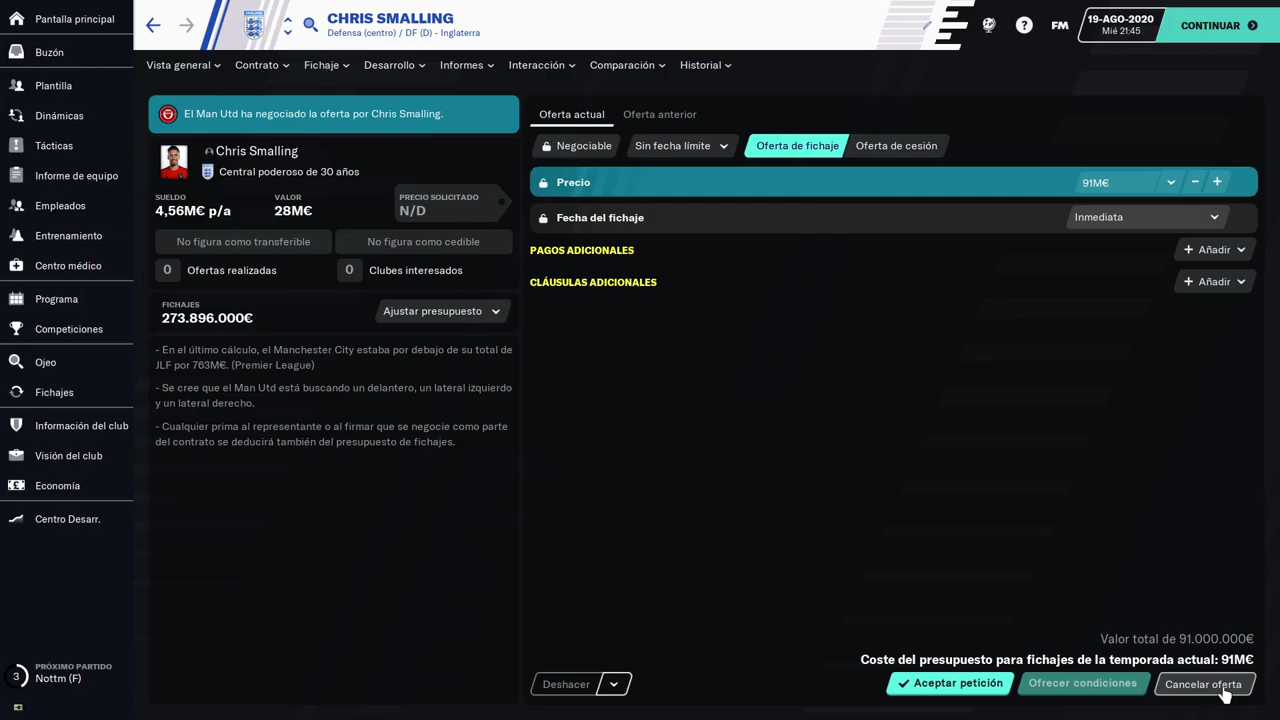 Pantalla principal
Buzón
Plantilla
Dinámicas
Tácticas
Informe de equipo
Empleados
Entrenamiento
Centro médico
Programa
Competiciones
Ojeo
Fichajes
Información del club
Visión del club
Economía
Centro Desarr.
3
PRÓXIMO PARTIDO
Nottm (F)
CHRIS SMALLING
Defensa (centro) / DF (D) - Inglaterra
?
FM
19-AGO-2020
Mié 21:45
CONTINUAR
Vista general
Contrato
Fichaje
Desarrollo
Informes
Interacción
Comparación
Historial
El Man Utd ha negociado la oferta por Chris Smalling.
Chris Smalling
Central poderoso de 30 años
SUELDO
4,56M€ p/a
VALOR
28M€
PRECIO SOLICITADO
N/D
No figura como transferible
No figura como cedible
0 Ofertas realizadas
0 Clubes interesados
FICHAJES
273.896.000€
Ajustar presupuesto
- En el último cálculo, el Manchester City estaba por debajo de su total de
JLF por 763M€. (Premier League)
- Se cree que el Man Utd está buscando un delantero, un lateral izquierdo
y un lateral derecho.
- Cualquier prima al representante o al firmar que se negocie como parte
del contrato se deducirá también del presupuesto de fichajes.
Oferta actual
Oferta anterior
Negociable
Sin fecha límite
Oferta de fichaje
Oferta de cesión
Precio
91M€
Fecha del fichaje
Inmediata
PAGOS ADICIONALES
+ Añadir
CLÁUSULAS ADICIONALES
+ Añadir
Valor total de 91.000.000€
Coste del presupuesto para fichajes de la temporada actual: 91M€
Deshacer
Aceptar petición
Ofrecer condiciones
Cancelar oferta